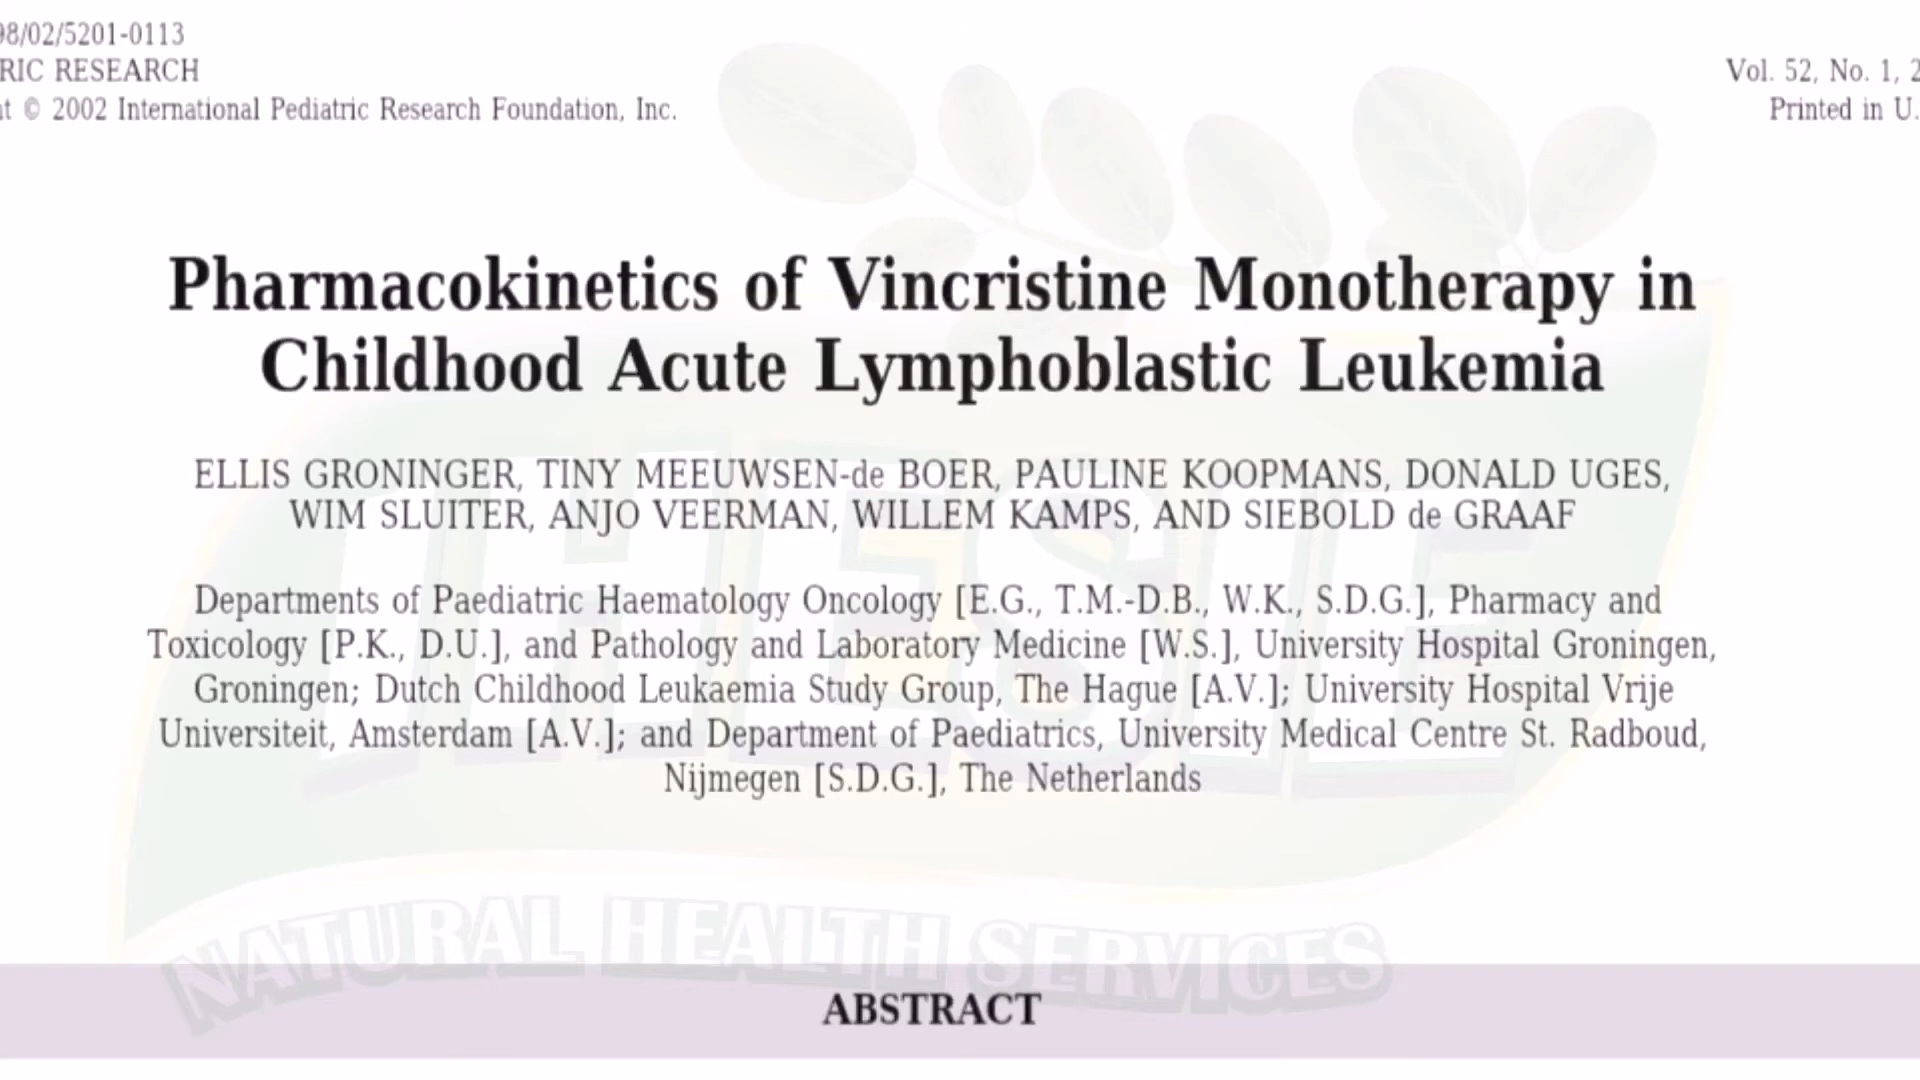 98/02/5201-0113
RIC RESEARCH
Vol. 52, No. 1, 2
nt © 2002 International Pediatric Research Foundation, Inc.
Printed in U.
Pharmacokinetics of Vincristine Monotherapy in
Childhood Acute Lymphoblastic Leukemia
ELLIS GRONINGER, TINY MEEUWSEN-de BOER, PAULINE KOOPMANS, DONALD UGES,
WIM SLUITER, ANJO VEERMAN, WILLEM KAMPS, AND SIEBOLD de GRAAF
Departments of Paediatric Haematology Oncology [E.G., T.M.-D.B., W.K., S.D.G.], Pharmacy and
Toxicology [P.K., D.U.], and Pathology and Laboratory Medicine [W.S.], University Hospital Groningen,
Groningen; Dutch Childhood Leukaemia Study Group, The Hague [A.V.]; University Hospital Vrije
Universiteit, Amsterdam [A.V.]; and Department of Paediatrics, University Medical Centre St. Radboud,
Nijmegen [S.D.G.], The Netherlands
THESIE
NATURAL HEALTH SERVICES
ABSTRACT